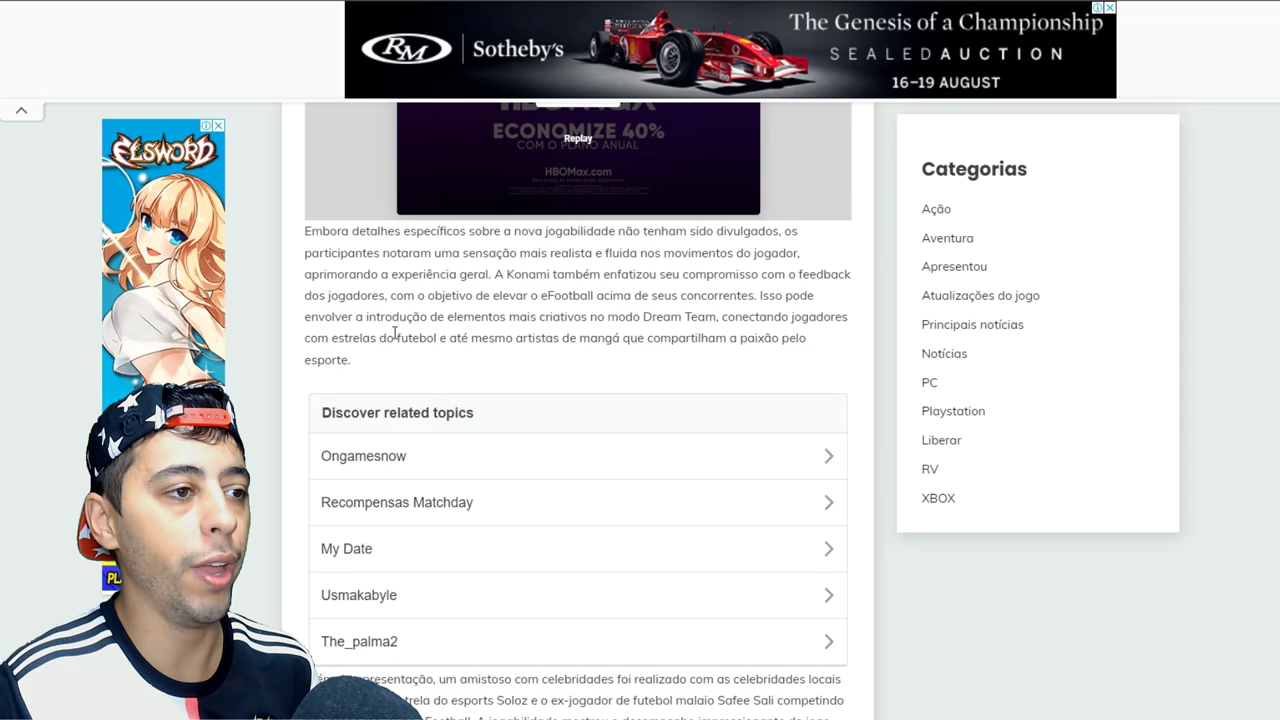 RM Sotheby's
The Genesis of a Championship
SEALED AUCTION
16–19 AUGUST
ELSWORD
ECONOMIZE 40%
COM O PLANO ANUAL
Replay
HBOMax.com
Embora detalhes específicos sobre a nova jogabilidade não tenham sido divulgados, os
participantes notaram uma sensação mais realista e fluida nos movimentos do jogador,
aprimorando a experiência geral. A Konami também enfatizou seu compromisso com o feedback
dos jogadores, com o objetivo de elevar o eFootball acima de seus concorrentes. Isso pode
envolver a introdução de elementos mais criativos no modo Dream Team, conectando jogadores
com estrelas do futebol e até mesmo artistas de mangá que compartilham a paixão pelo
esporte.
Discover related topics
Ongamesnow
Recompensas Matchday
My Date
Usmakabyle
The_palma2
apresentação, um amistoso com celebridades foi realizado com as celebridades locais
do esports Soloz e o ex-jogador de futebol malaio Safee Sali competindo
Categorias
Ação
Aventura
Apresentou
Atualizações do jogo
Principais notícias
Notícias
PC
Playstation
Liberar
RV
XBOX